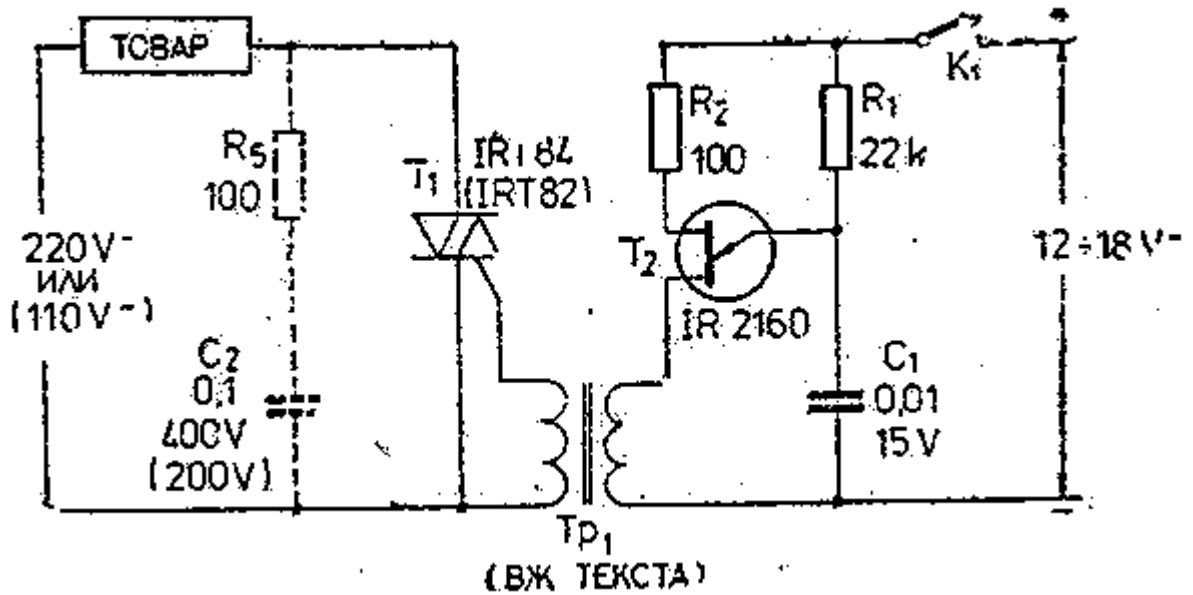 ТОВАР
R5
100
220V~
ИЛИ
(110V~)
C2
0,1
400V
(200V)
T1
IRT84
(IRT82)
R2
100
R1
22k
K1
+
T2
IR 2160
12÷18V-
C1
0,01
15V
-
Tp1
(ВЖ ТЕКСТА)